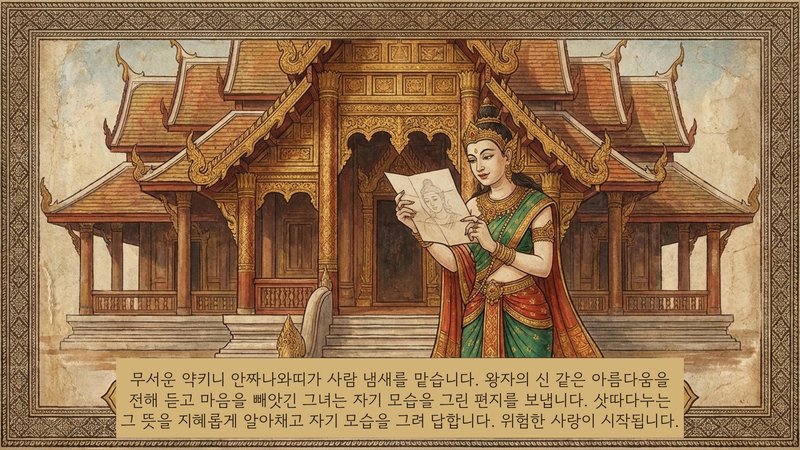 무서운 약키니 안짜나와띠가 사람 냄새를 맡습니다. 왕자의 신 같은 아름다움을
전해 듣고 마음을 빼앗긴 그녀는 자기 모습을 그린 편지를 보냅니다. 삿따다누는
그 뜻을 지혜롭게 알아채고 자기 모습을 그려 답합니다. 위험한 사랑이 시작됩니다.